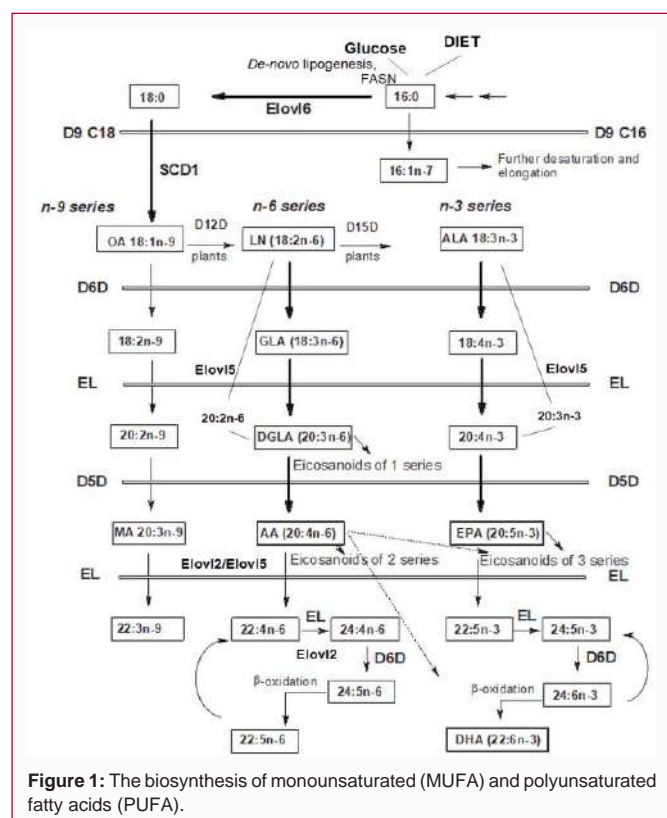 Glucose DIET
De-novo lipogenesis,
FASN
18:0 16:0
Elovl6
D9 C18 D9 C16
SCD1 16:1n-7 Further desaturation and
elongation
n-9 series n-6 series n-3 series
D12D D15D
OA 18:1n-9 LN (18:2n-6) ALA 18:3n-3
plants plants
D6D D6D
18:2n-9 GLA (18:3n-6) 18:4n-3
Elovl5 Elovl5
EL EL
20:2n-6 20:3n-3
20:2n-9 DGLA (20:3n-6) 20:4n-3
Eicosanoids of 1 series
D5D D5D
MA 20:3n-9 AA (20:4n-6) EPA (20:5n-3)
Elovl2/Elovl5 Eicosanoids of 2 series Eicosanoids of 3 series
EL EL
EL EL
22:3n-9 22:4n-6 24:4n-6 22:5n-3 24:5n-3
Elovl2 D6D D6D
β-oxidation 24:5n-6 β-oxidation 24:6n-3
22:5n-6 DHA (22:6n-3)
Figure 1: The biosynthesis of monounsaturated (MUFA) and polyunsaturated
fatty acids (PUFA).